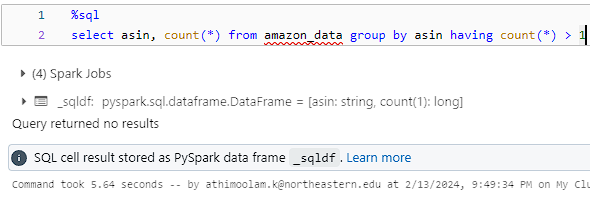 1 %sql
2 select asin, count(*) from amazon_data group by asin having count(*) > 1
(4) Spark Jobs
_sqldf: pyspark.sql.dataframe.DataFrame = [asin: string, count(1): long]
Query returned no results
SQL cell result stored as PySpark data frame _sqldf. Learn more
Command took 5.64 seconds -- by athimoolam.k@northeastern.edu at 2/13/2024, 9:49:34 PM on My Clu